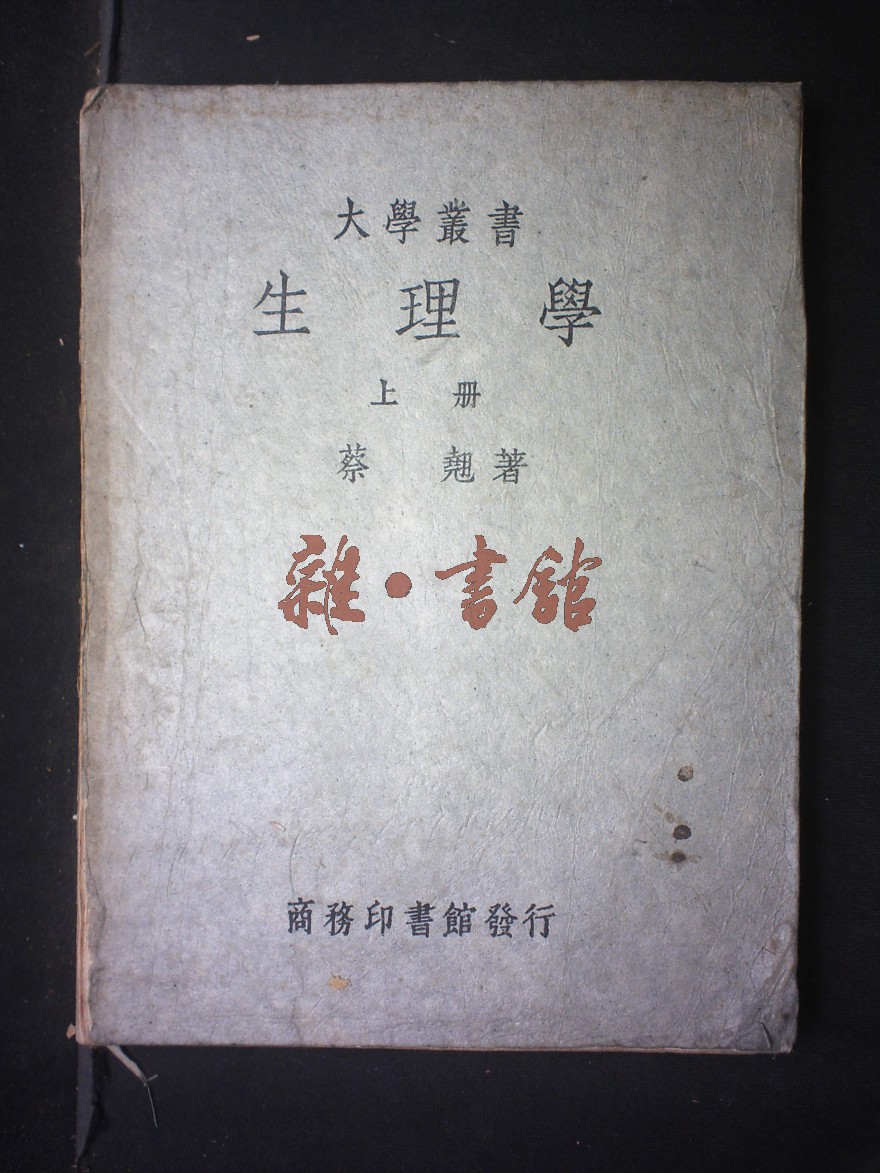 大學叢書
生理學
上册
蔡翹著
雜·書館
商務印書館發行